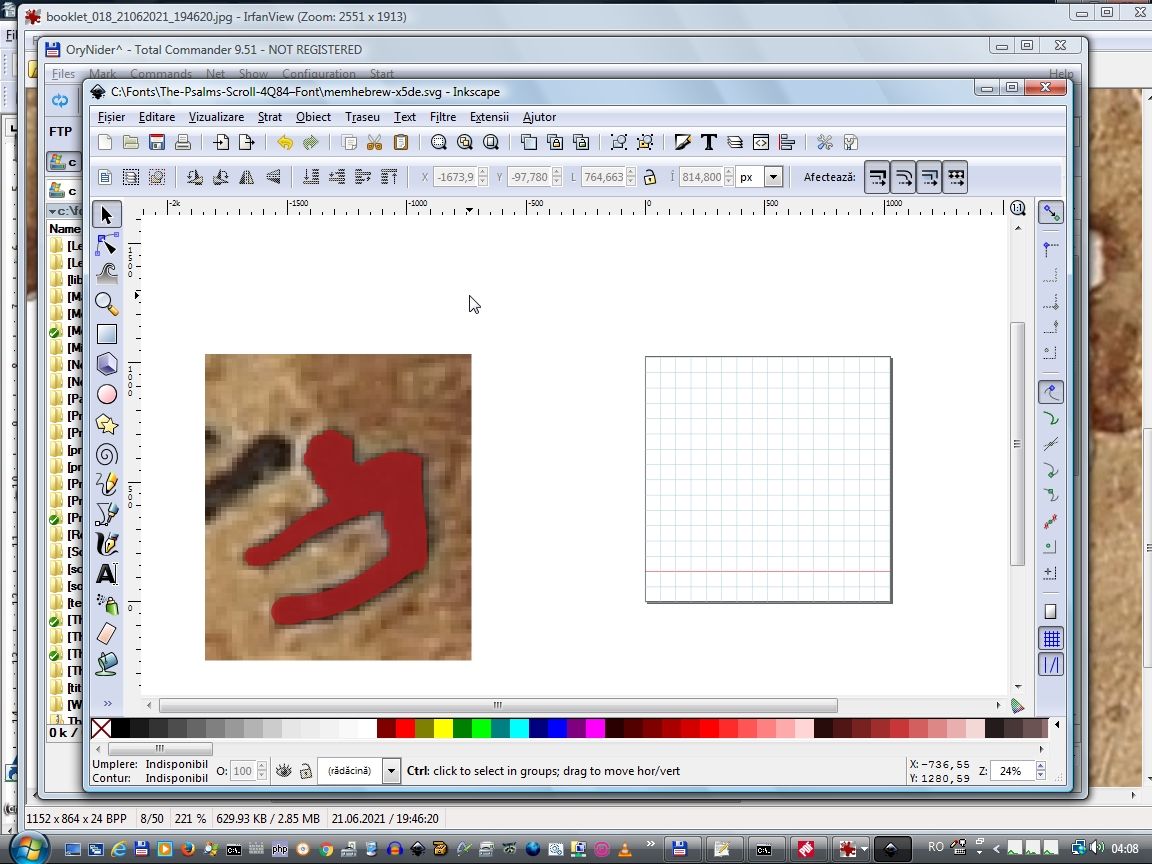 booklet_018_21062021_194620.jpg - IrfanView (Zoom: 2551 x 1913)
OryNider^ - Total Commander 9.51 - NOT REGISTERED
Files Mark Commands Net Show Configuration Start Help
C:\Fonts\The-Psalms-Scroll-4Q84–Font\memhebrew-x5de.svg - Inkscape
Fișier Editare Vizualizare Strat Obiect Traseu Text Filtre Extensii Ajutor
FTP
X -1673,9 Y -97,780 L 764,663 Î 814,800 px Afectează:
c
c
-2k -1500 -1000 -500 0 500 1000
Name
[Le
[Le
[lib
[Mi
[Ne
[Ne
[Pa
[Pr
[Pr
[pr
[pr
[Pr
[Pr
[Pr
[Re
[Sc
[sc
[sc
[te
[Th
[Th
[Th
[Th
[tit
[W
Th
0 k /
Umplere: Indisponibil
Contur: Indisponibil
O: 100
(rădăcină)
Ctrl: click to select in groups; drag to move hor/vert
X: -736,55
Y: 1280,59
Z: 24%
1152 x 864 x 24 BPP 8/50 221 % 629.93 KB / 2.85 MB 21.06.2021 / 19:46:20
RO 04:08